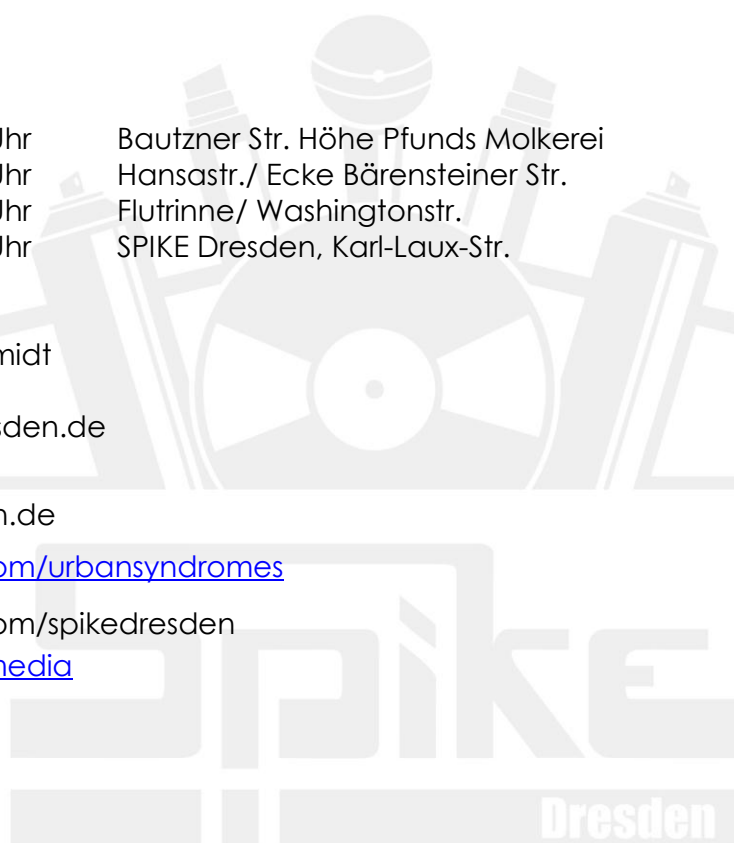 Uhr Bautzner Str. Höhe Pfunds Molkerei
Uhr Hansastr./ Ecke Bärensteiner Str.
Uhr Flutrinne/ Washingtonstr.
Uhr SPIKE Dresden, Karl-Laux-Str.
midt
sden.de
n.de
om/urbansyndromes
om/spikedresden
media
spike
Dresden